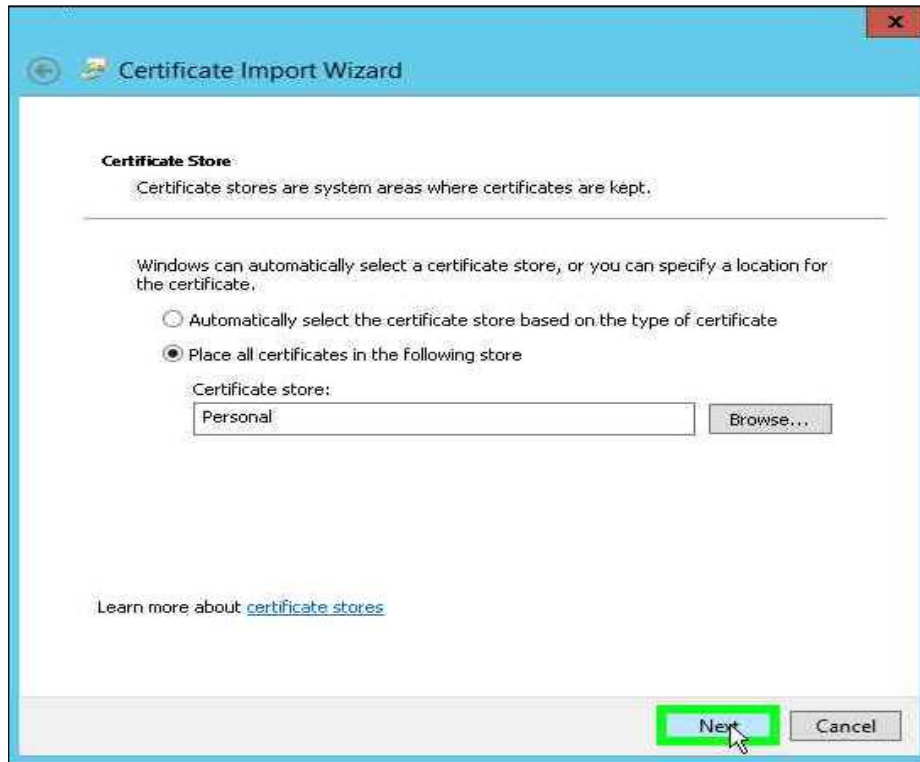 Certificate Import Wizard
Certificate Store
Certificate stores are system areas where certificates are kept.
Windows can automatically select a certificate store, or you can specify a location for
the certificate.
Automatically select the certificate store based on the type of certificate
Place all certificates in the following store
Certificate store:
Personal
Browse...
Learn more about certificate stores
Next
Cancel